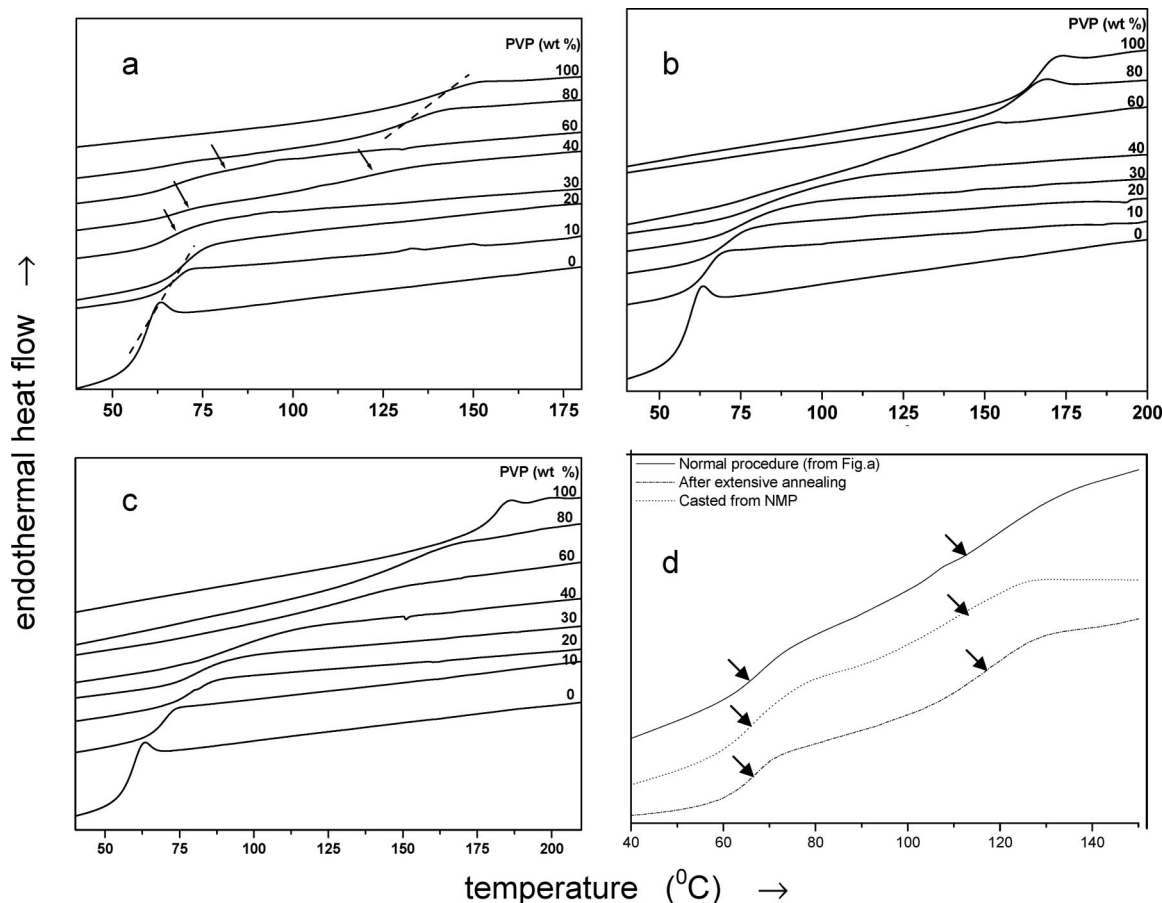 a
PVP (wt %)
100
80
60
40
30
20
10
0
50 75 100 125 150 175
b
PVP (wt %)
100
80
60
40
30
20
10
0
50 75 100 125 150 175 200
c
PVP (wt %)
100
80
60
40
30
20
10
0
50 75 100 125 150 175 200
Normal procedure (from Fig.a)
After extensive annealing
Casted from NMP
d
40 60 80 100 120 140
endothermal heat flow →
temperature (⁰C) →